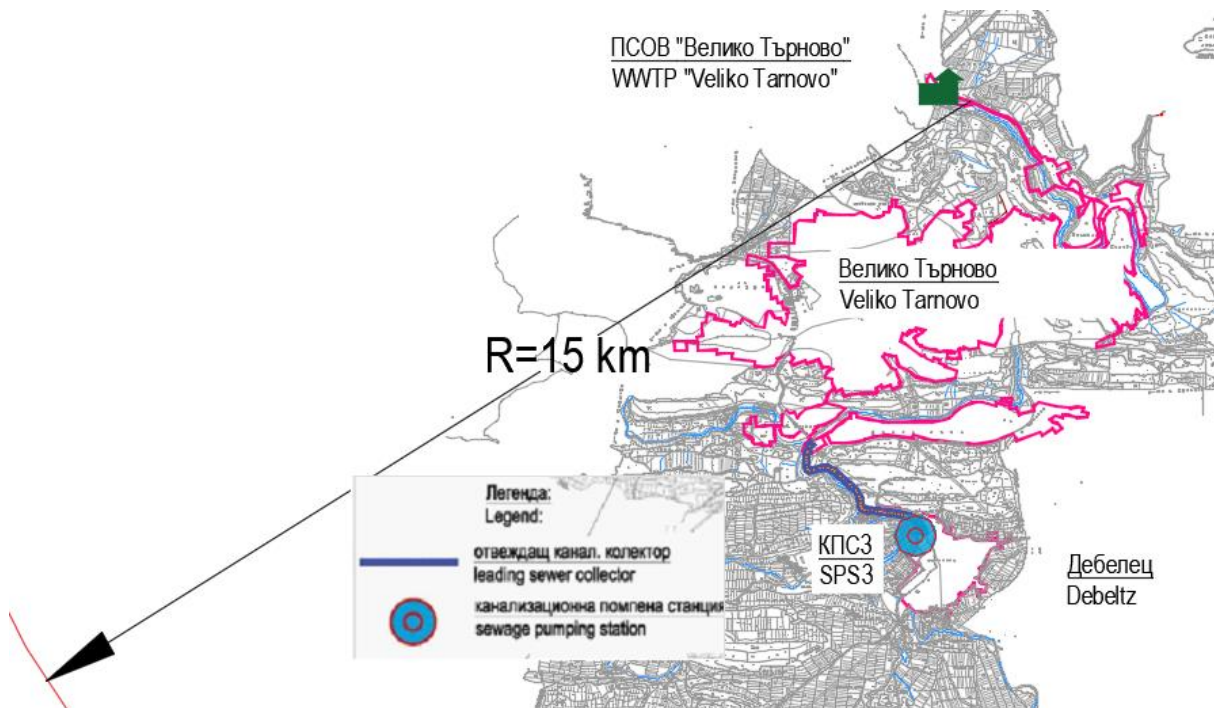 ПСОВ "Велико Търново"
WWTP "Veliko Tarnovo"
Велико Търново
Veliko Tarnovo
R=15 km
Легенда:
Legend:
отвеждащ канал. колектор
leading sewer collector
канализационна помпена станция
sewage pumping station
КПС3
SPS3
Дебелец
Debeltz